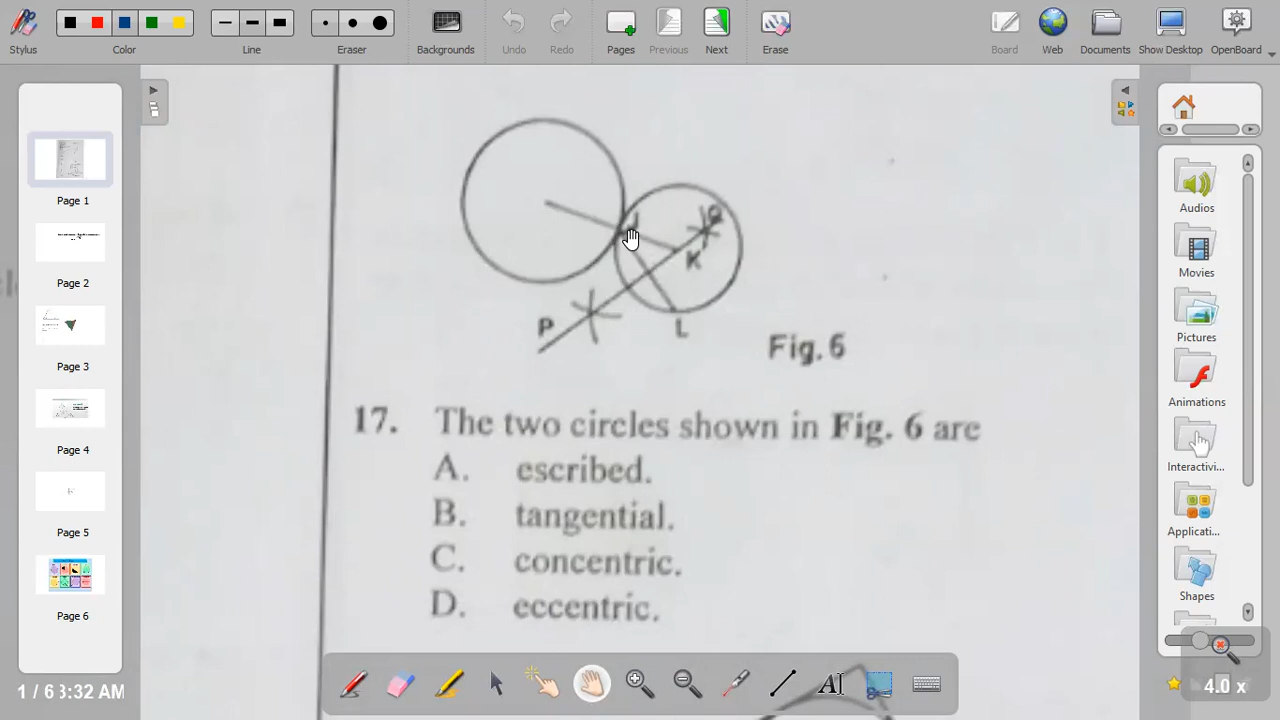 Stylus
Color
Line
Eraser
Backgrounds
Undo
Redo
Pages
Previous
Next
Erase
Board
Web
Documents
Show Desktop
OpenBoard
Page 1
Page 2
Page 3
Page 4
Page 5
Page 6
1 / 6
3:32 AM
J
Q
K
P
L
Fig. 6
17. The two circles shown in Fig. 6 are
A. escribed.
B. tangential.
C. concentric.
D. eccentric.
Audios
Movies
Pictures
Animations
Interactivi...
Applicati...
Shapes
4.0 x